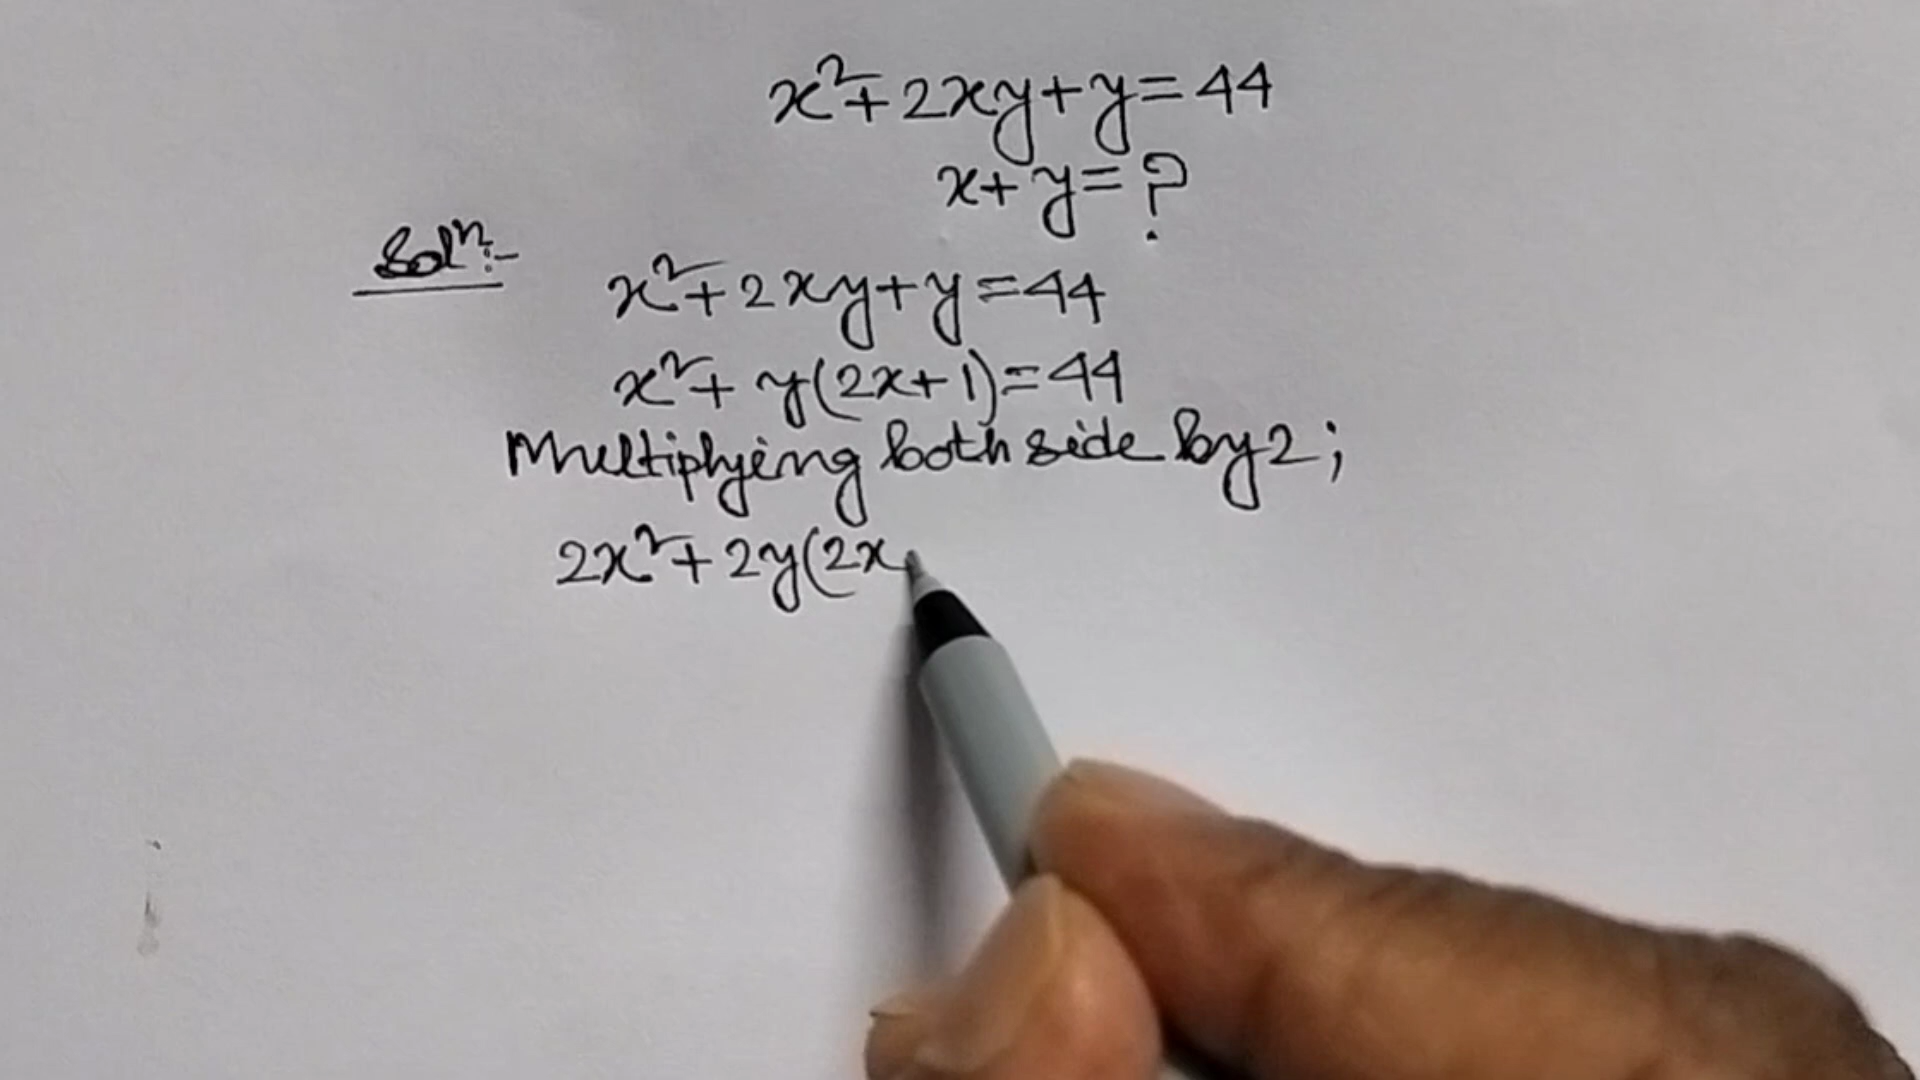 x²+2xy+y=44
x+y=?
Solⁿ:-
x²+2xy+y=44
x²+y(2x+1)=44
Multiplying both side by 2;
2x²+2y(2x